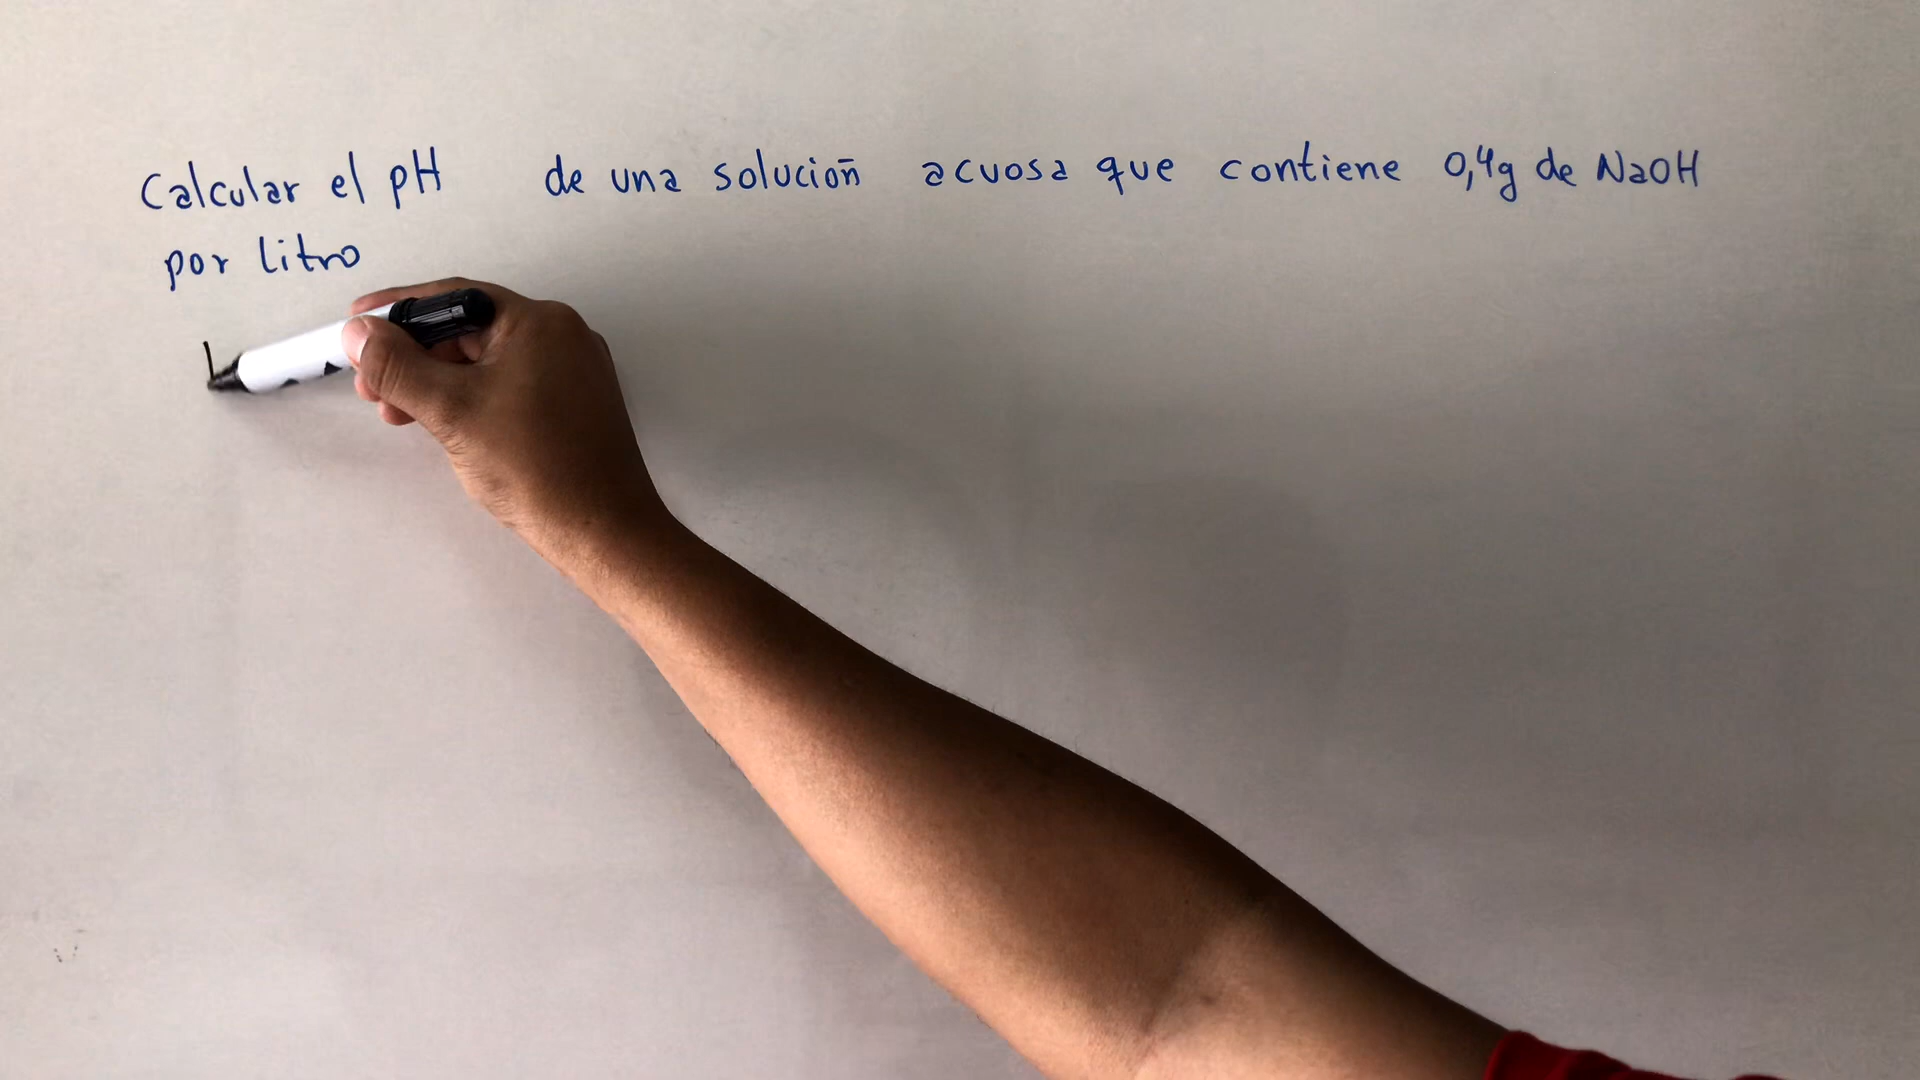 Calcular el pH de una solución acuosa que contiene 0,4g de NaOH
por litro